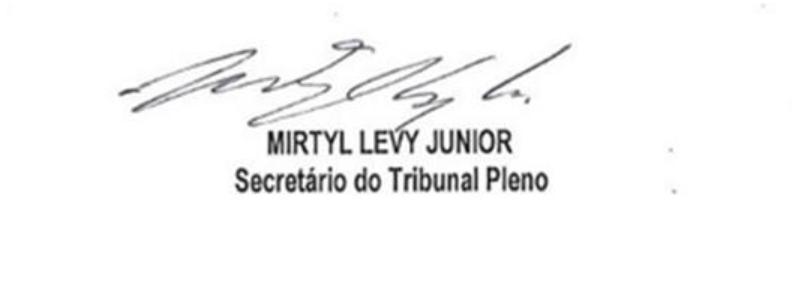 MIRTYL LEVY JUNIOR
Secretário do Tribunal Pleno